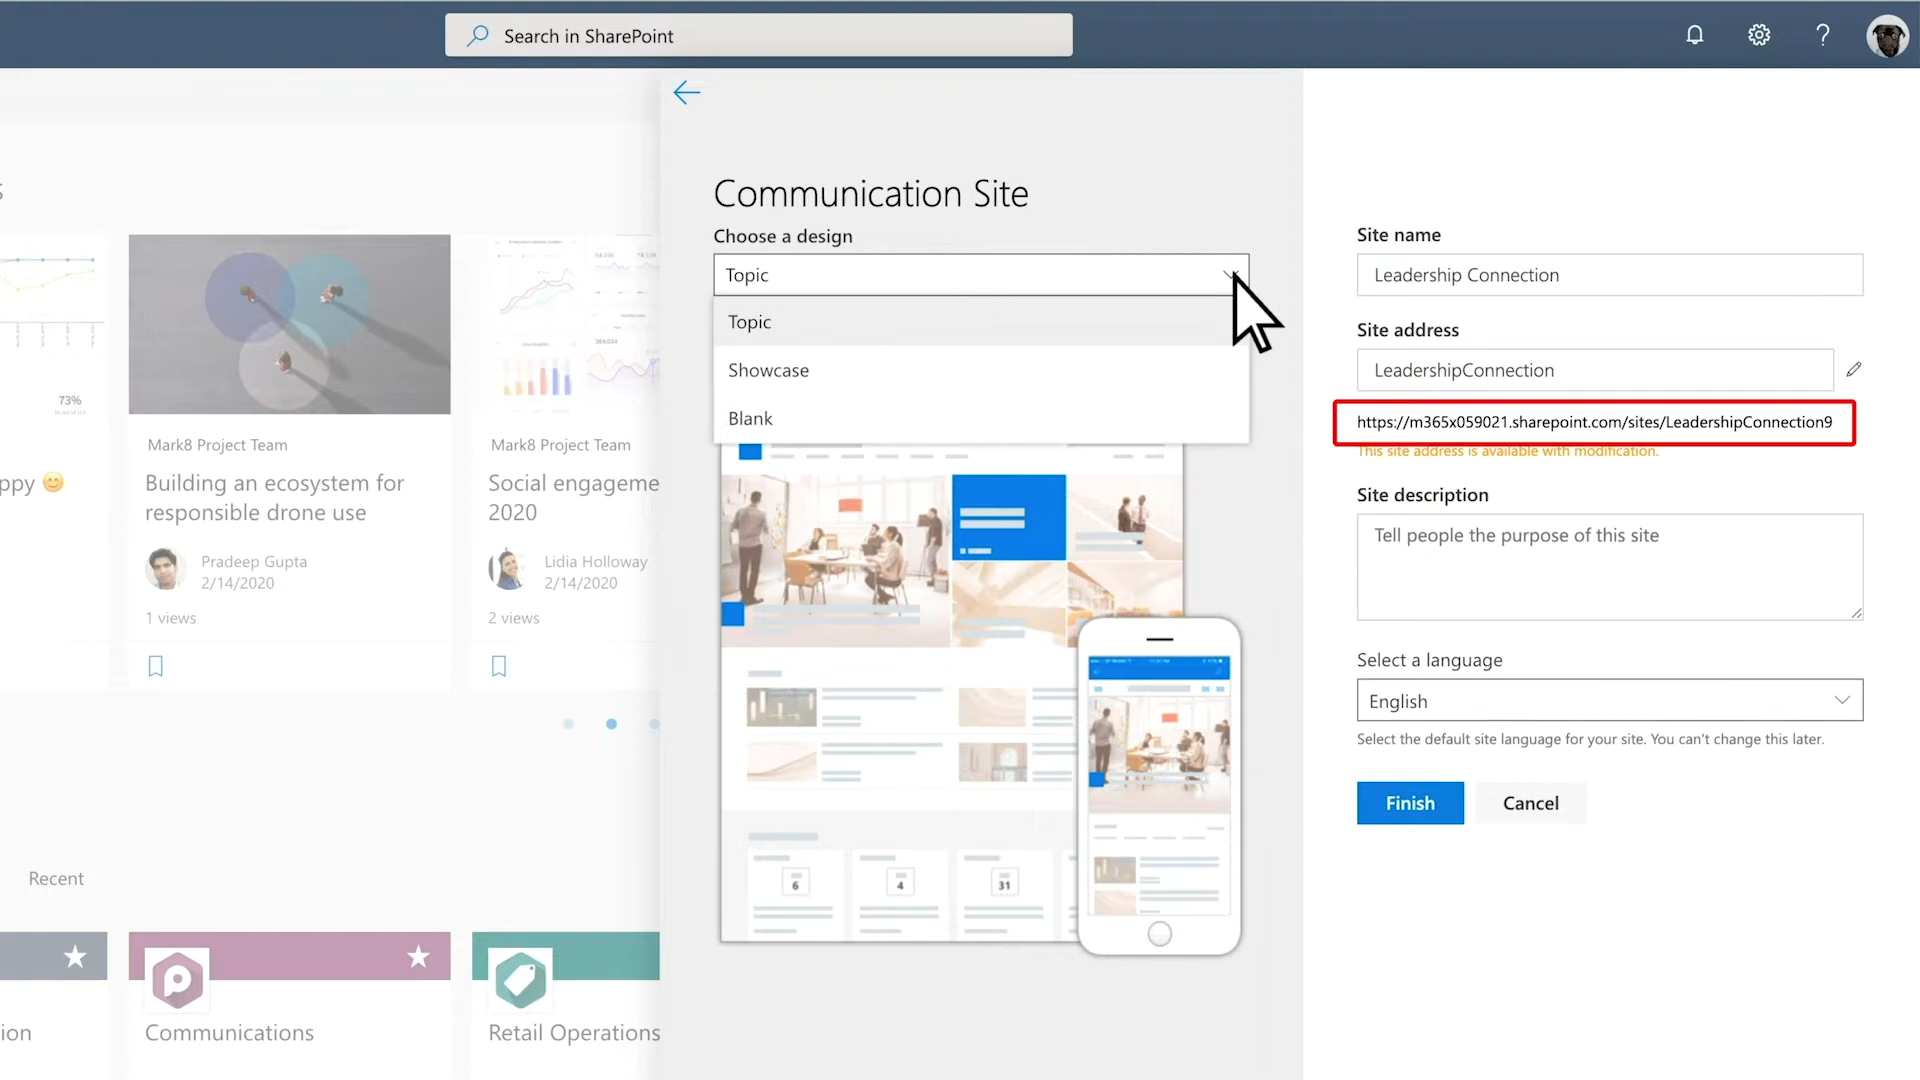 Search in SharePoint
Communication Site
Choose a design
Topic
Topic
Showcase
Blank
Site name
Leadership Connection
Site address
LeadershipConnection
https://m365x059021.sharepoint.com/sites/LeadershipConnection9
This site address is available with modification.
Site description
Tell people the purpose of this site
Select a language
English
Select the default site language for your site. You can't change this later.
Finish
Cancel
73%
ppy 😊
Mark8 Project Team
Building an ecosystem for
responsible drone use
Pradeep Gupta
2/14/2020
1 views
Mark8 Project Team
Social engageme
2020
Lidia Holloway
2/14/2020
2 views
6
4
31
Recent
ion
Communications
Retail Operations